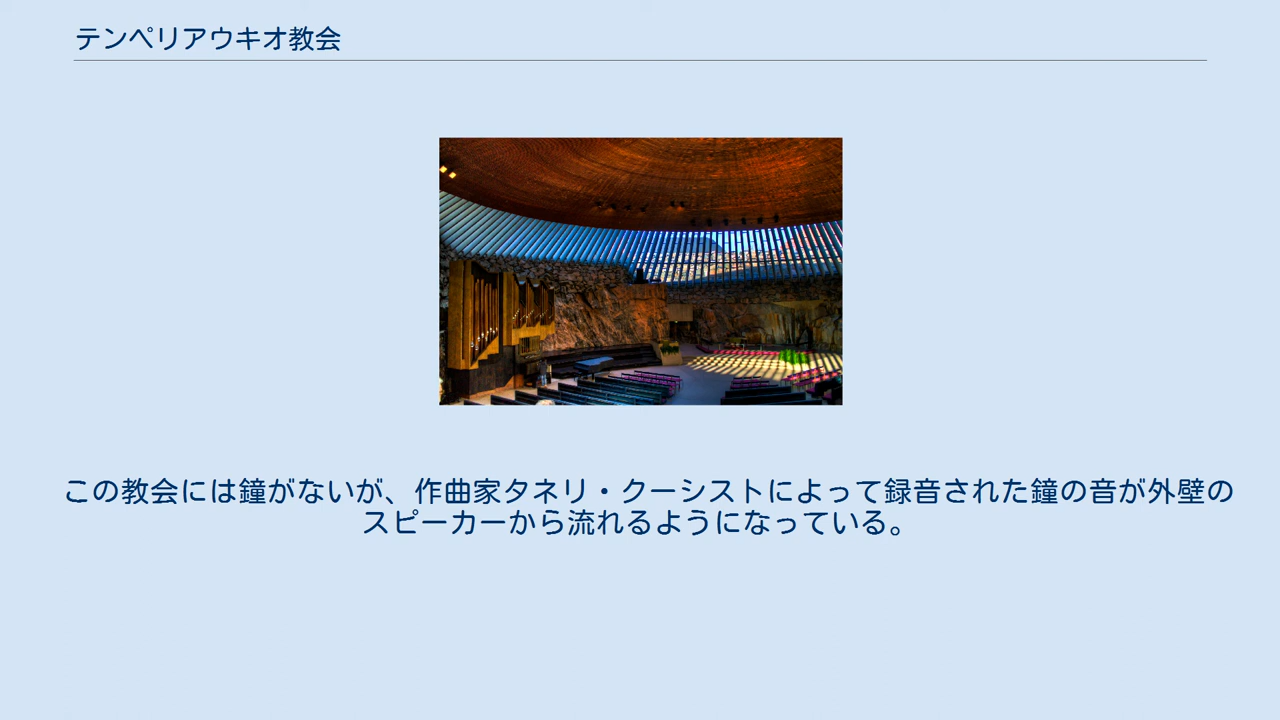 テンペリアウキオ教会
この教会には鐘がないが、作曲家タネリ・クーシストによって録音された鐘の音が外壁の
スピーカーから流れるようになっている。